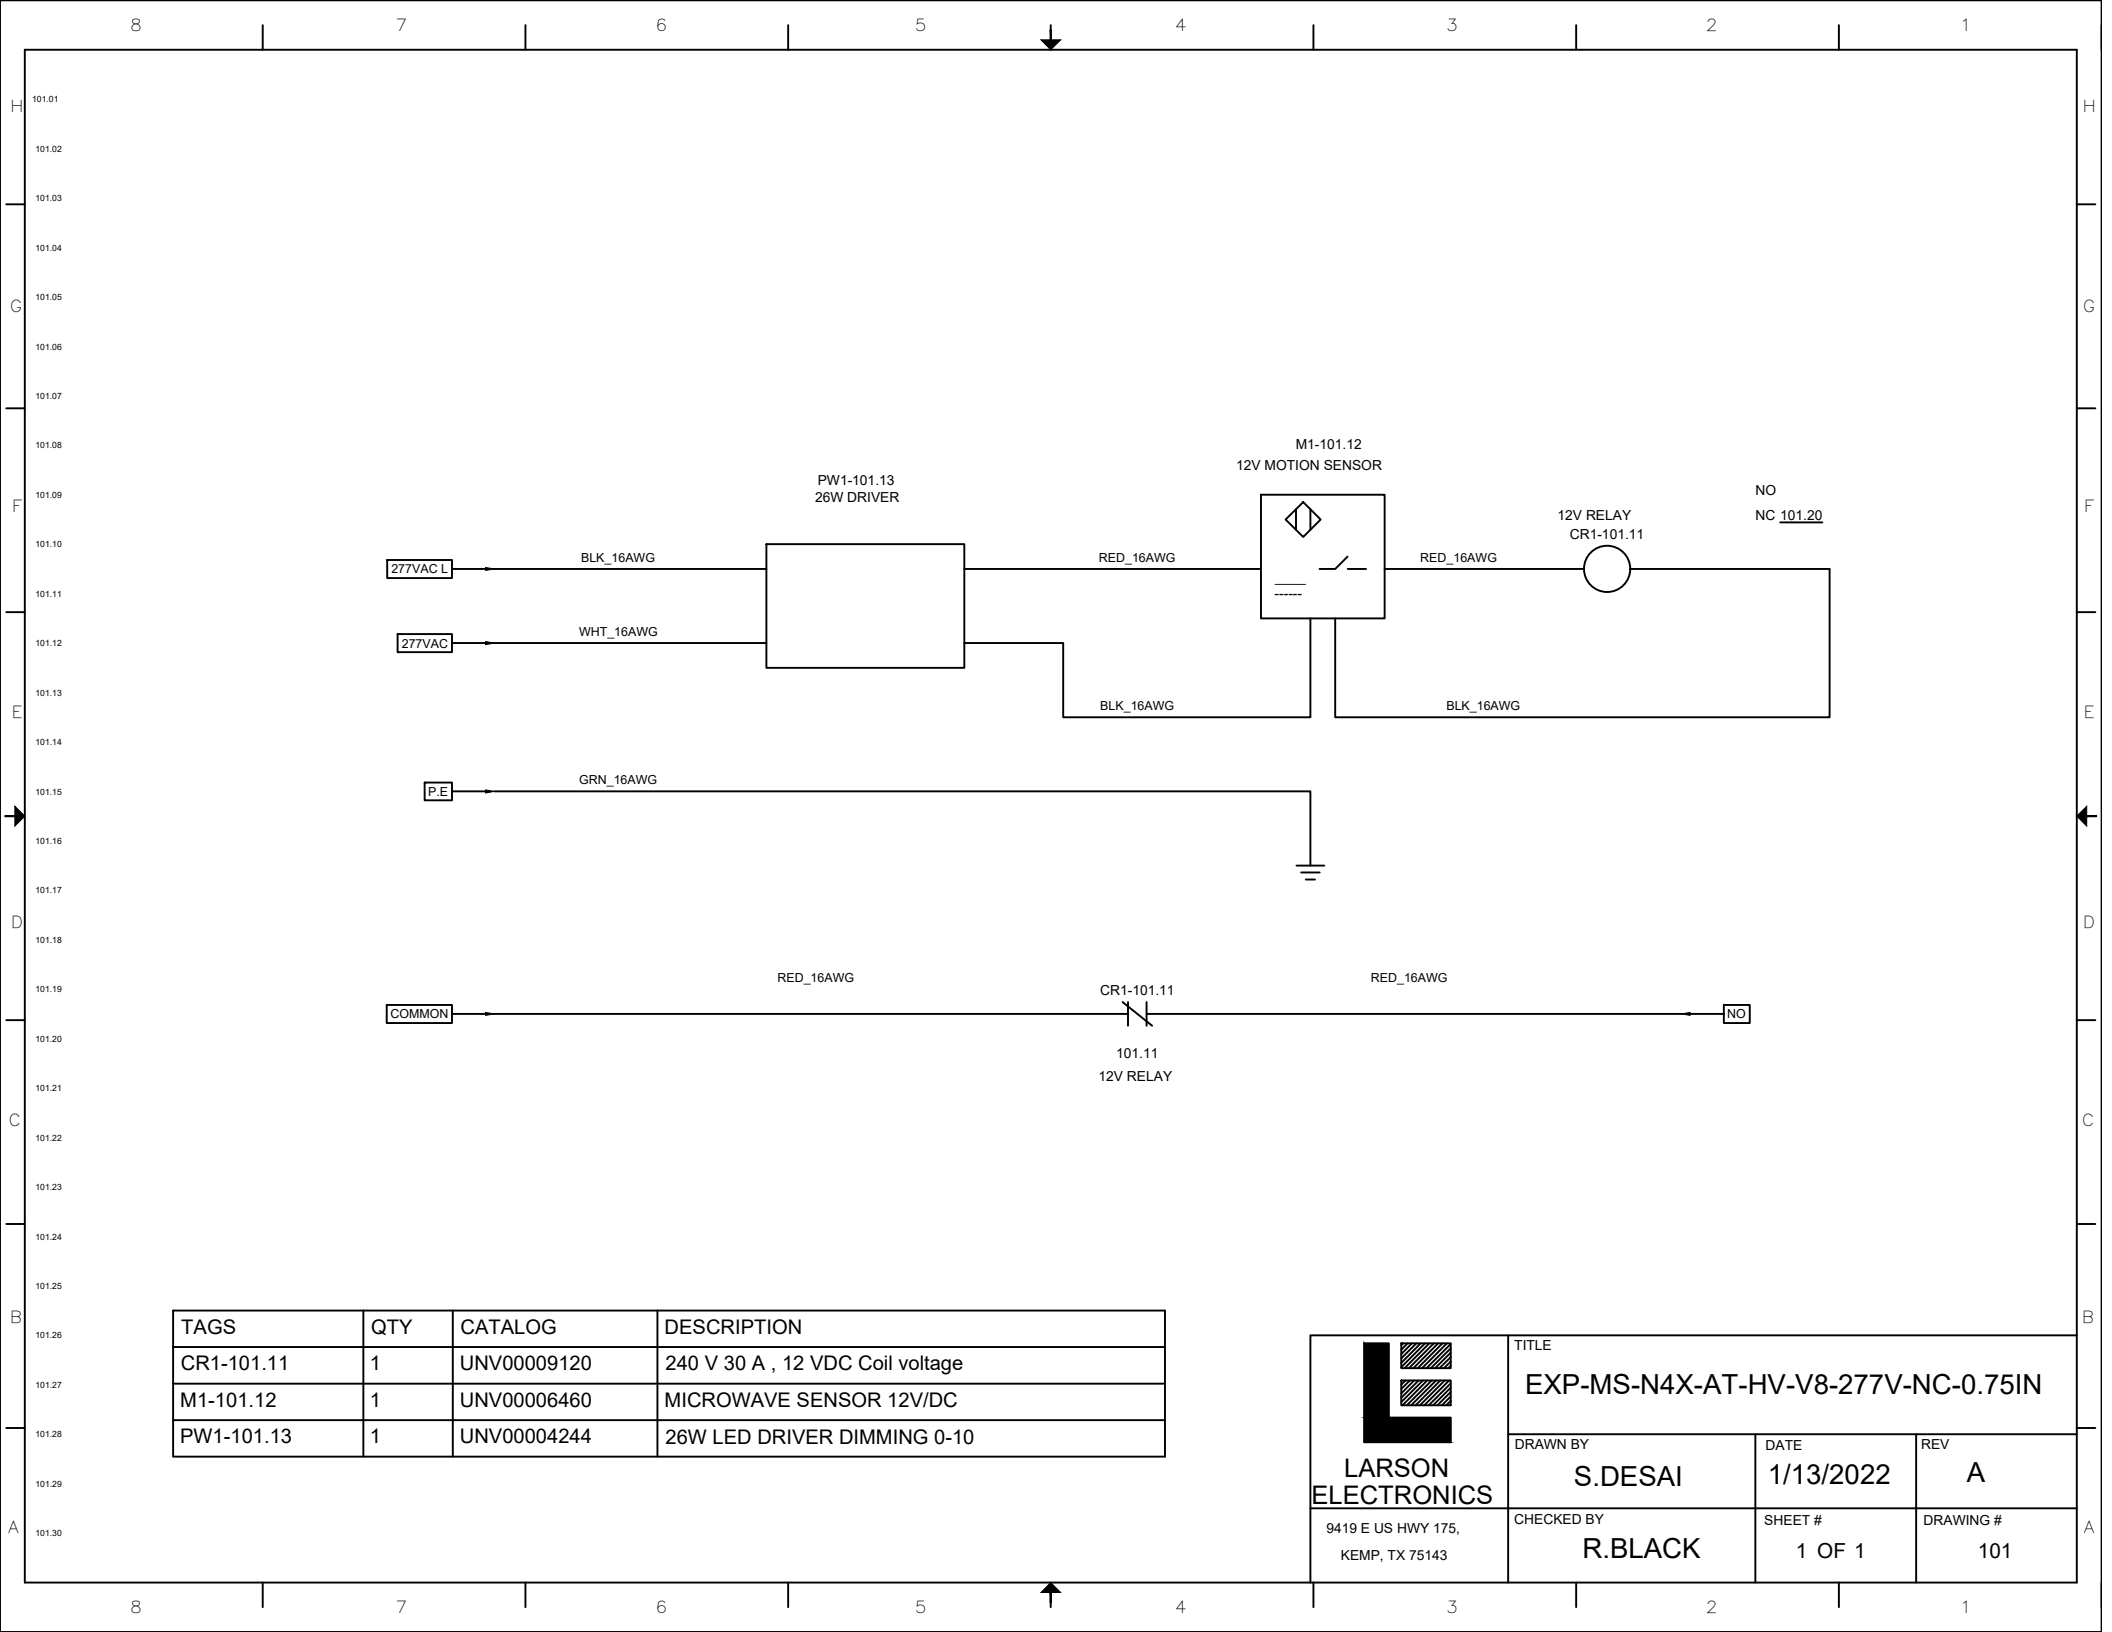 8 7 6 5 4 3 2 1
H 101.01 H
101.02
101.03
101.04
G 101.05 G
101.06
101.07
101.08
M1-101.12
12V MOTION SENSOR
PW1-101.13
26W DRIVER
F 101.09 F
NO
NC 101.20
12V RELAY
CR1-101.11
101.10
277VAC L BLK_16AWG RED_16AWG RED_16AWG
101.11
101.12
277VAC WHT_16AWG
101.13
E BLK_16AWG BLK_16AWG E
101.14
101.15
P.E GRN_16AWG
101.16
101.17
D D
101.18
RED_16AWG RED_16AWG
101.19
CR1-101.11
COMMON NO
101.20
101.11
12V RELAY
101.21
C C
101.22
101.23
101.24
101.25
B B
101.26
101.27
101.28
101.29
A 101.30 A
TAGS QTY CATALOG DESCRIPTION
CR1-101.11 1 UNV00009120 240 V 30 A , 12 VDC Coil voltage
M1-101.12 1 UNV00006460 MICROWAVE SENSOR 12V/DC
PW1-101.13 1 UNV00004244 26W LED DRIVER DIMMING 0-10
LARSON
ELECTRONICS
9419 E US HWY 175,
KEMP, TX 75143
TITLE
EXP-MS-N4X-AT-HV-V8-277V-NC-0.75IN
DRAWN BY DATE REV
S.DESAI 1/13/2022 A
CHECKED BY SHEET # DRAWING #
R.BLACK 1 OF 1 101
8 7 6 5 4 3 2 1